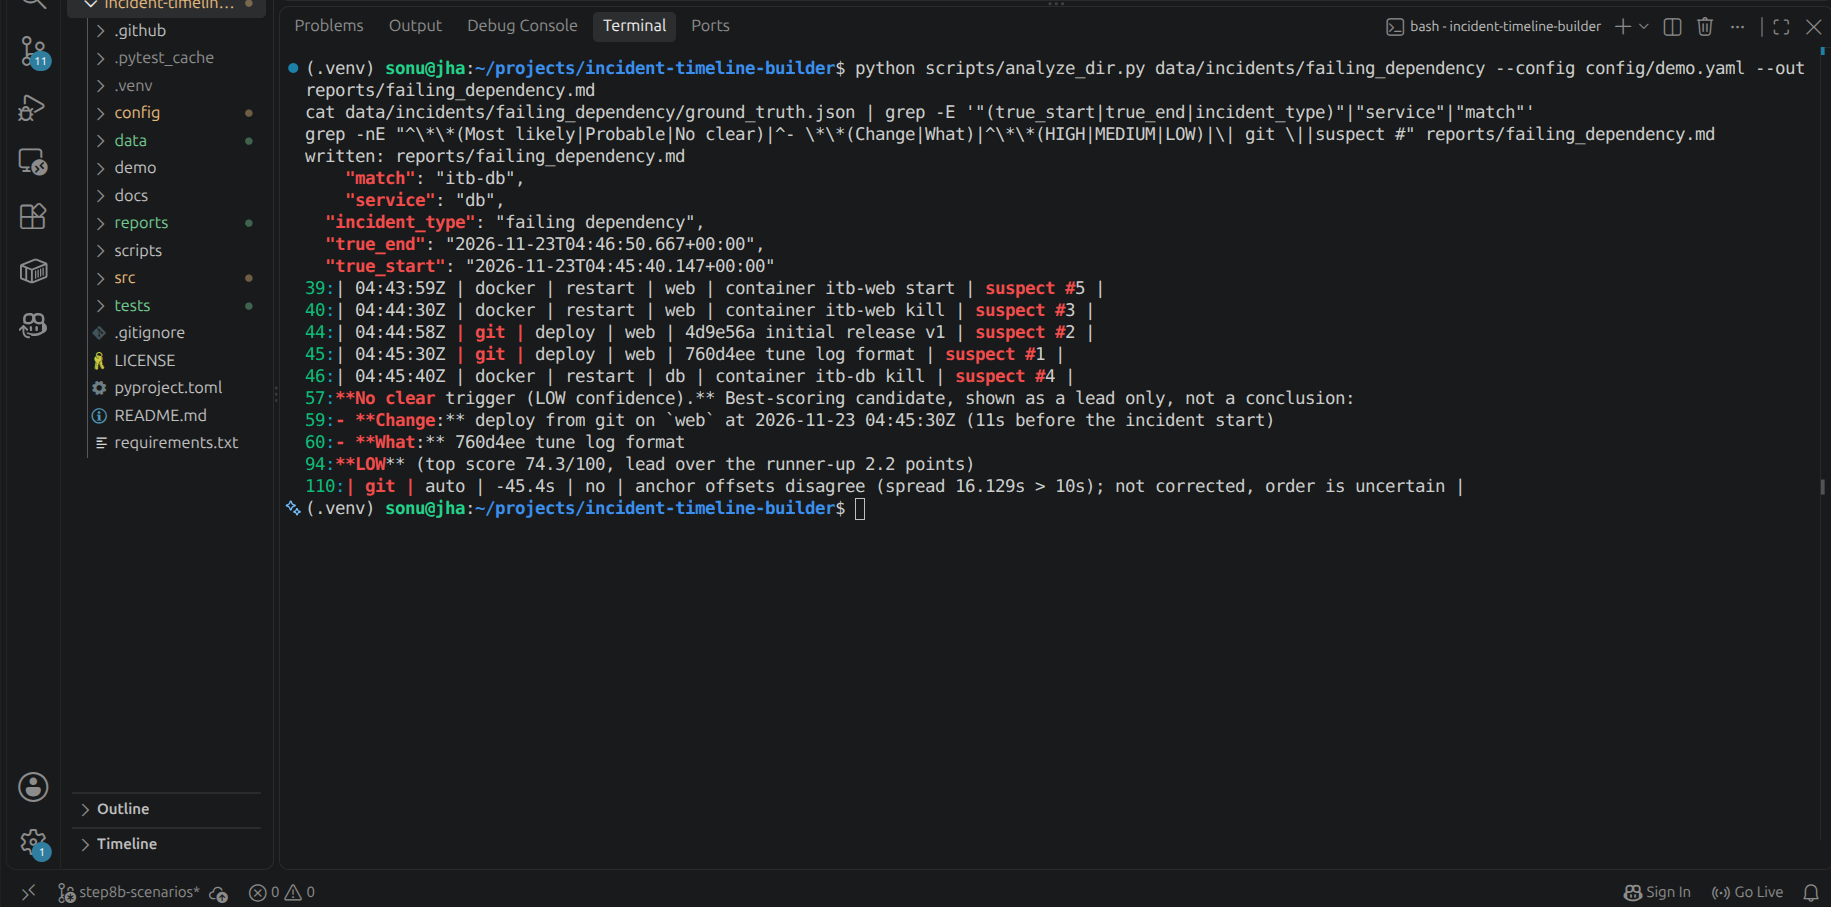 incident-timelin...
.github
.pytest_cache
.venv
config
data
demo
docs
reports
scripts
src
tests
.gitignore
LICENSE
pyproject.toml
README.md
requirements.txt
Outline
Timeline
11
1
Problems Output Debug Console Terminal Ports
bash - incident-timeline-builder
(.venv) sonu@jha:~/projects/incident-timeline-builder$ python scripts/analyze_dir.py data/incidents/failing_dependency --config config/demo.yaml --out
reports/failing_dependency.md
cat data/incidents/failing_dependency/ground_truth.json | grep -E '"(true_start|true_end|incident_type)"|"service"|"match"'
grep -nE "^\*\*(Most likely|Probable|No clear)|^- \*\*(Change|What)|^\*\*(HIGH|MEDIUM|LOW)|\| git \||suspect #" reports/failing_dependency.md
written: reports/failing_dependency.md
"match": "itb-db",
"service": "db",
"incident_type": "failing dependency",
"true_end": "2026-11-23T04:46:50.667+00:00",
"true_start": "2026-11-23T04:45:40.147+00:00"
39:| 04:43:59Z | docker | restart | web | container itb-web start | suspect #5 |
40:| 04:44:30Z | docker | restart | web | container itb-web kill | suspect #3 |
44:| 04:44:58Z | git | deploy | web | 4d9e56a initial release v1 | suspect #2 |
45:| 04:45:30Z | git | deploy | web | 760d4ee tune log format | suspect #1 |
46:| 04:45:40Z | docker | restart | db | container itb-db kill | suspect #4 |
57:**No clear trigger (LOW confidence).** Best-scoring candidate, shown as a lead only, not a conclusion:
59:- **Change:** deploy from git on `web` at 2026-11-23 04:45:30Z (11s before the incident start)
60:- **What:** 760d4ee tune log format
94:**LOW** (top score 74.3/100, lead over the runner-up 2.2 points)
110:| git | auto | -45.4s | no | anchor offsets disagree (spread 16.129s > 10s); not corrected, order is uncertain |
(.venv) sonu@jha:~/projects/incident-timeline-builder$
step8b-scenarios* 0 0 Sign In Go Live